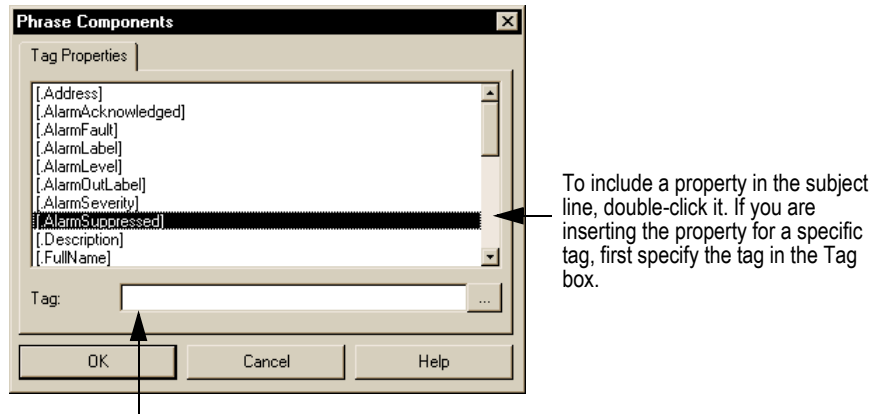 Phrase Components
Tag Properties
[.Address]
[.AlarmAcknowledged]
[.AlarmFault]
[.AlarmLabel]
[.AlarmLevel]
[.AlarmOutLabel]
[.AlarmSeverity]
[.AlarmSuppressed]
[.Description]
[.FullName]
To include a property in the subject
line, double-click it. If you are
inserting the property for a specific
tag, first specify the tag in the Tag
box.
Tag:
...
OK Cancel Help